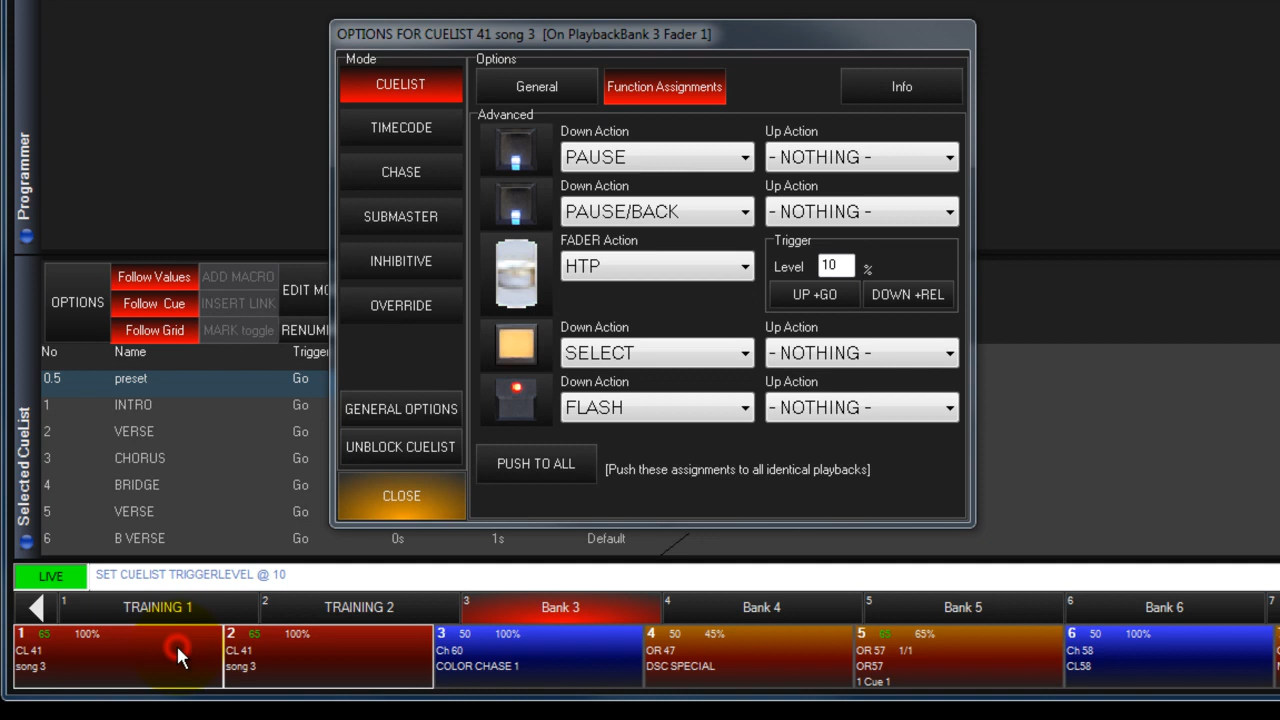 OPTIONS FOR CUELIST 41 song 3 [On PlaybackBank 3 Fader 1]
Mode
Options
CUELIST
General
Function Assignments
Info
Advanced
TIMECODE
Down Action
Up Action
PAUSE
- NOTHING -
CHASE
Down Action
Up Action
SUBMASTER
PAUSE/BACK
- NOTHING -
INHIBITIVE
FADER Action
Trigger
HTP
Level 10 %
OVERRIDE
UP +GO
DOWN +REL
Down Action
Up Action
SELECT
- NOTHING -
Down Action
Up Action
GENERAL OPTIONS
FLASH
- NOTHING -
UNBLOCK CUELIST
PUSH TO ALL
[Push these assignments to all identical playbacks]
CLOSE
Programmer
Selected CueList
OPTIONS
Follow Values
ADD MACRO
Follow Cue
INSERT LINK
EDIT MO
Follow Grid
MARK toggle
RENUM
No Name Trigge
0.5 preset Go
1 INTRO Go
2 VERSE Go
3 CHORUS Go
4 BRIDGE Go
5 VERSE Go
6 B VERSE Go 0s 1s Default
LIVE
SET CUELIST TRIGGERLEVEL @ 10
1 TRAINING 1
2 TRAINING 2
3 Bank 3
4 Bank 4
5 Bank 5
6 Bank 6
7
1 65 100%
CL 41
song 3
2 65 100%
CL 41
song 3
3 50 100%
Ch 60
COLOR CHASE 1
4 50 45%
OR 47
DSC SPECIAL
5 65 65%
OR 57 1/1
OR57
1 Cue 1
6 50 100%
Ch 58
CL58